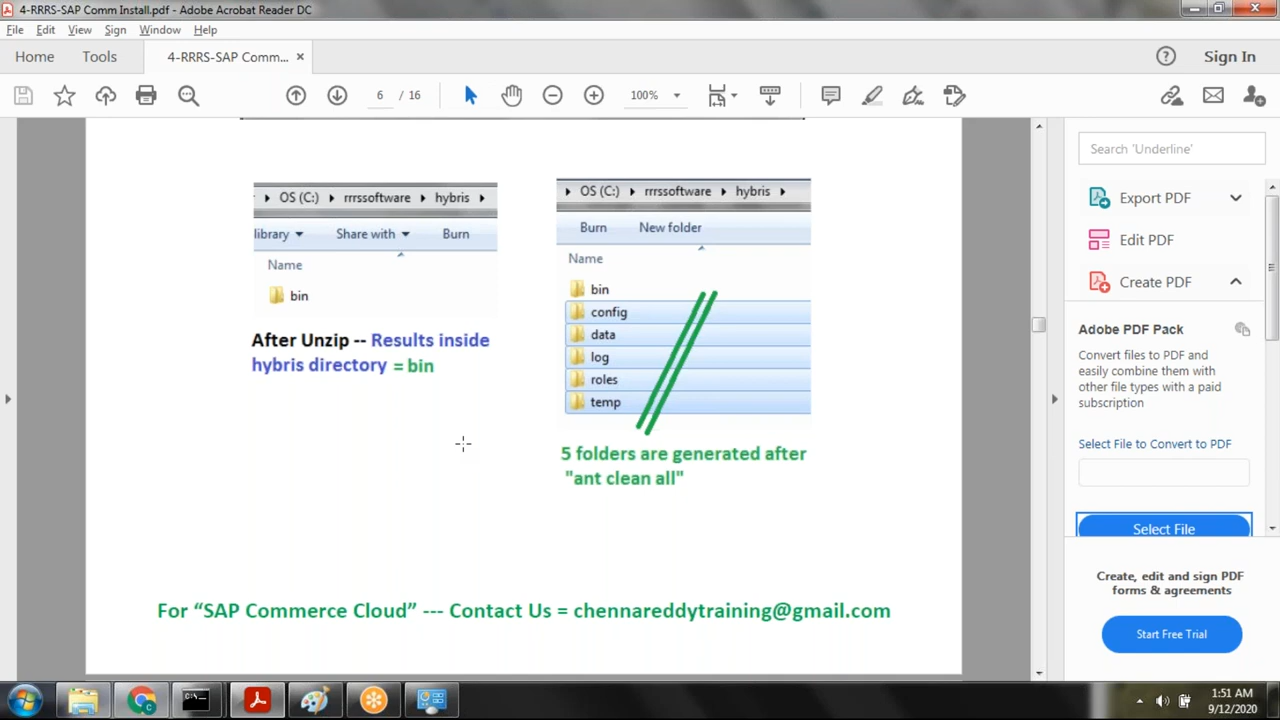 4-RRRS-SAP Comm Install.pdf - Adobe Acrobat Reader DC
File Edit View Sign Window Help
Home Tools 4-RRRS-SAP Comm... × Sign In
6 / 16 100%
OS (C:) rrrssoftware hybris
library Share with Burn
Name
bin
After Unzip -- Results inside
hybris directory = bin
OS (C:) rrrssoftware hybris
Burn New folder
Name
bin
config
data
log
roles
temp
5 folders are generated after
"ant clean all"
For “SAP Commerce Cloud” --- Contact Us = chennareddytraining@gmail.com
Search 'Underline'
Export PDF
Edit PDF
Create PDF
Adobe PDF Pack
Convert files to PDF and
easily combine them with
other file types with a paid
subscription
Select File to Convert to PDF
Select File
Create, edit and sign PDF
forms & agreements
Start Free Trial
1:51 AM
9/12/2020